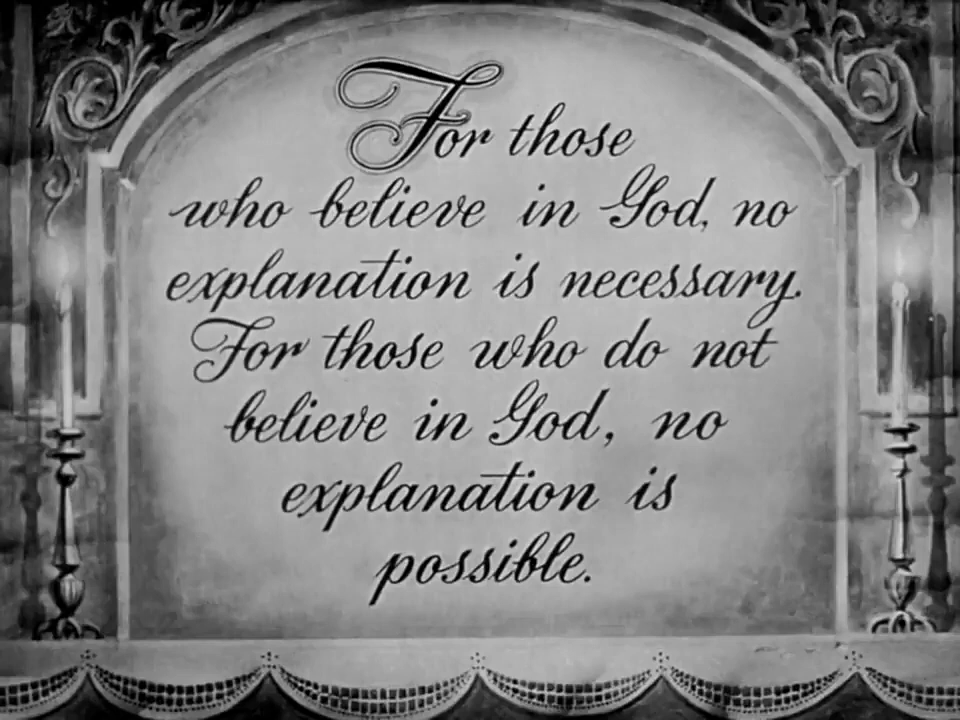 For those
who believe in God, no
explanation is necessary.
For those who do not
believe in God, no
explanation is
possible.